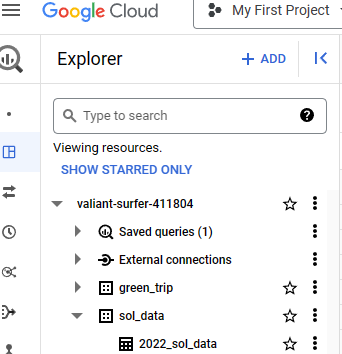 Google Cloud
My First Project
Explorer
+ ADD
Type to search
Viewing resources.
SHOW STARRED ONLY
valiant-surfer-411804
Saved queries (1)
External connections
green_trip
sol_data
2022_sol_data